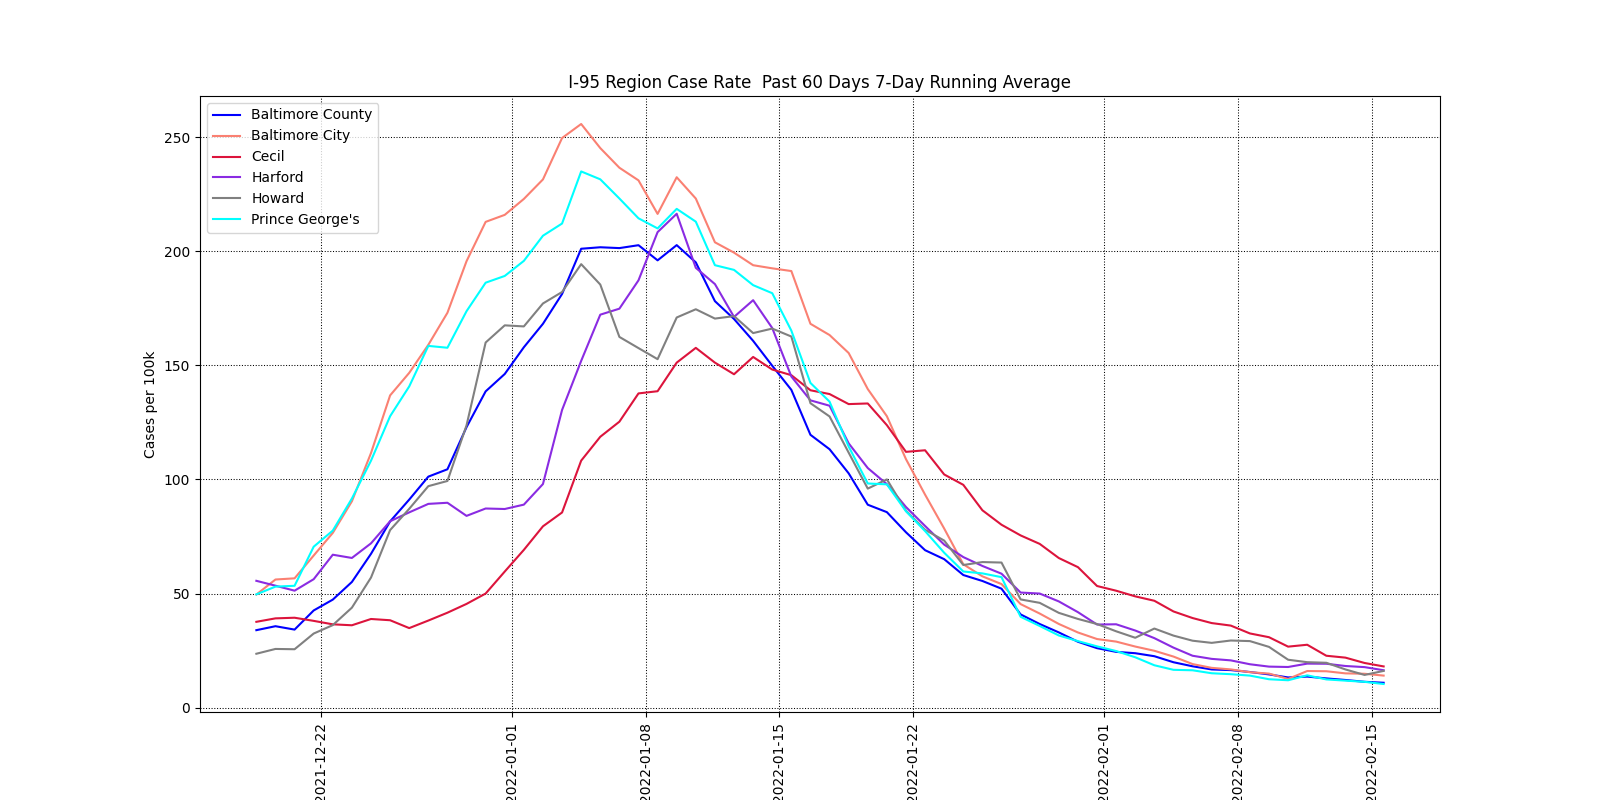 I-95 Region Case Rate  Past 60 Days 7-Day Running Average
Baltimore County
Baltimore City
Cecil
Harford
Howard
Prince George's
Cases per 100k
250
200
150
100
50
0
2021-12-22
2022-01-01
2022-01-08
2022-01-15
2022-01-22
2022-02-01
2022-02-08
2022-02-15